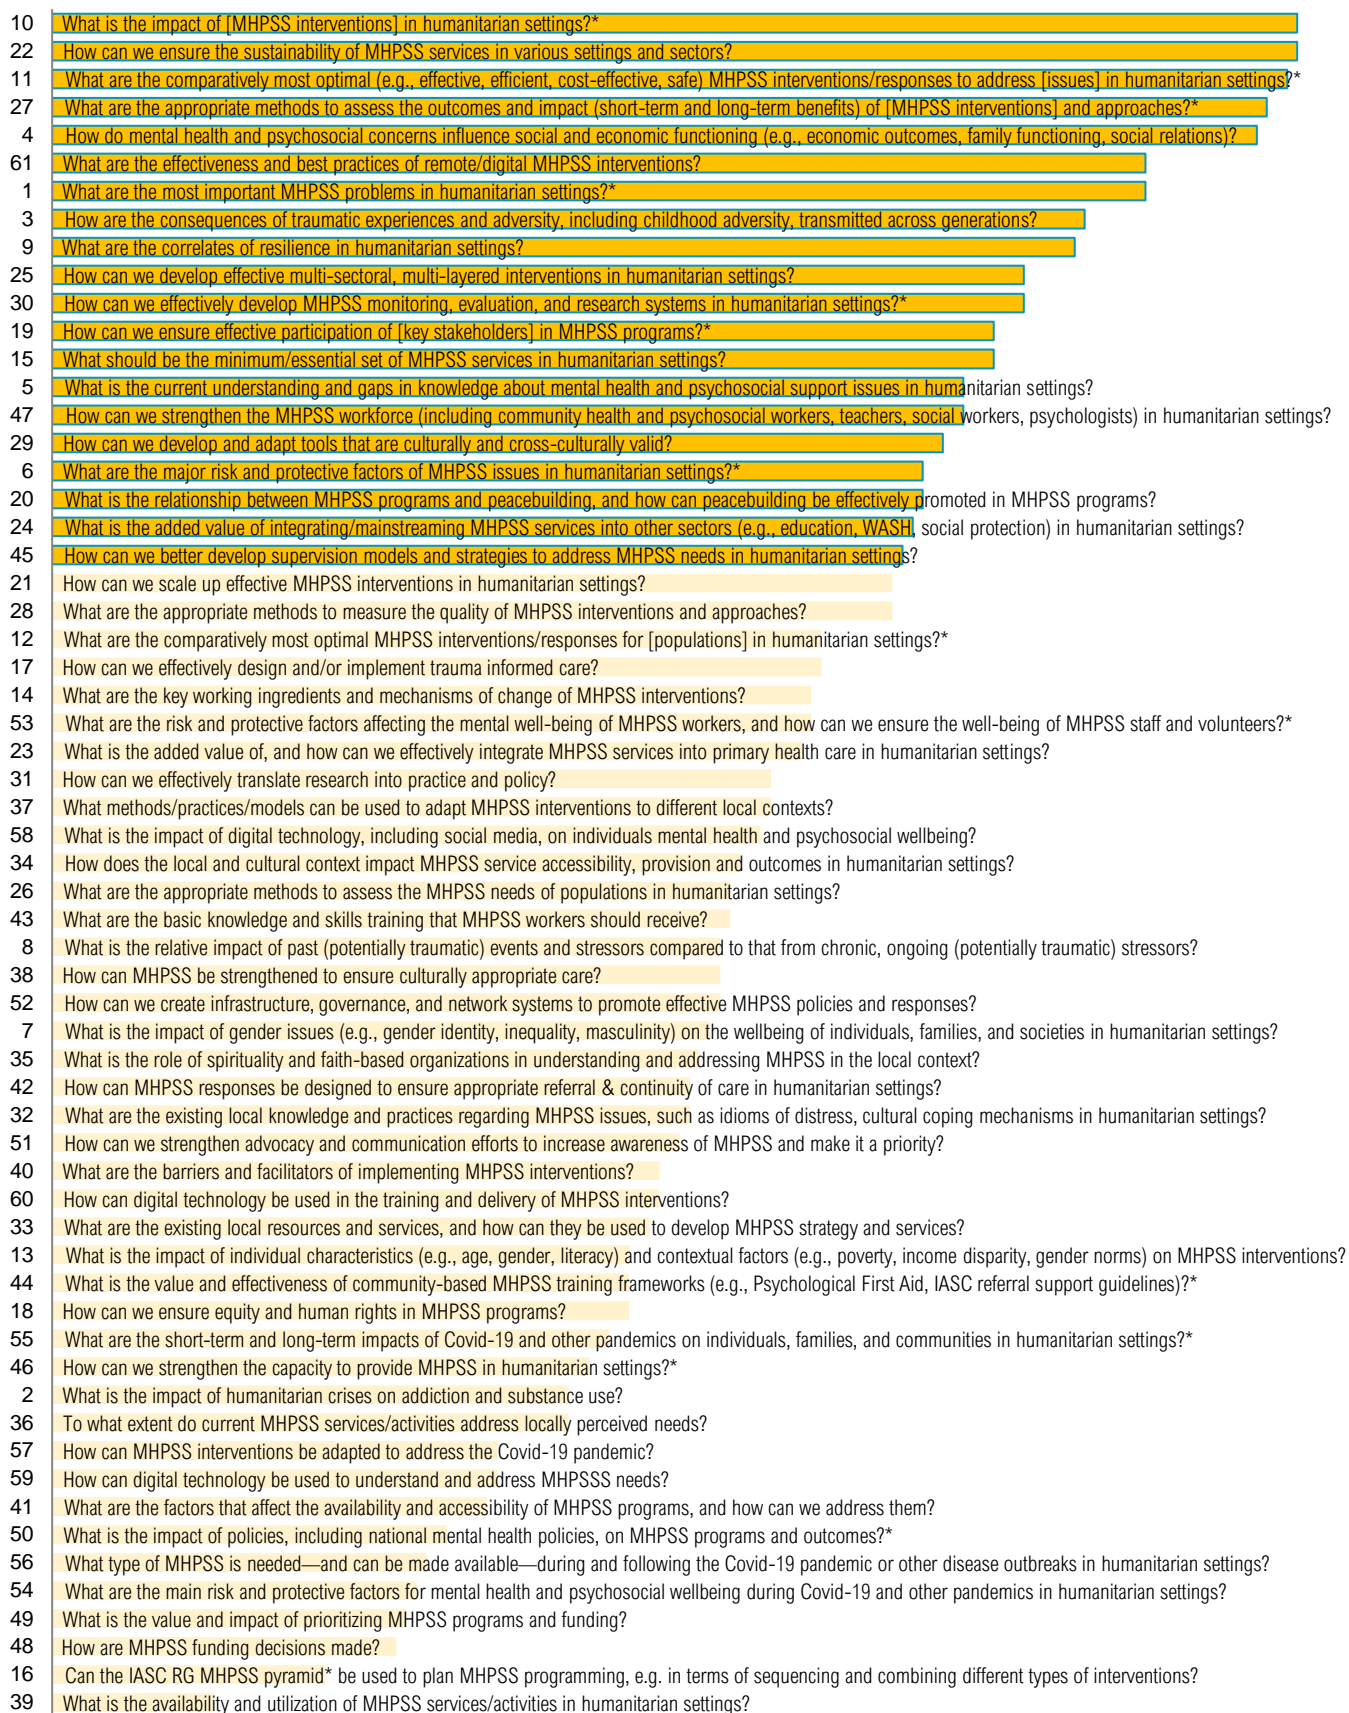 10 What is the impact of [MHPSS interventions] in humanitarian settings?*
22 How can we ensure the sustainability of MHPSS services in various settings and sectors?
11 What are the comparatively most optimal (e.g., effective, efficient, cost-effective, safe) MHPSS interventions/responses to address [issues] in humanitarian settings?*
27 What are the appropriate methods to assess the outcomes and impact (short-term and long-term benefits) of [MHPSS interventions] and approaches?*
4 How do mental health and psychosocial concerns influence social and economic functioning (e.g., economic outcomes, family functioning, social relations)?
61 What are the effectiveness and best practices of remote/digital MHPSS interventions?
1 What are the most important MHPSS problems in humanitarian settings?*
3 How are the consequences of traumatic experiences and adversity, including childhood adversity, transmitted across generations?
9 What are the correlates of resilience in humanitarian settings?
25 How can we develop effective multi-sectoral, multi-layered interventions in humanitarian settings?
30 How can we effectively develop MHPSS monitoring, evaluation, and research systems in humanitarian settings?*
19 How can we ensure effective participation of [key stakeholders] in MHPSS programs?*
15 What should be the minimum/essential set of MHPSS services in humanitarian settings?
5 What is the current understanding and gaps in knowledge about mental health and psychosocial support issues in humanitarian settings?
47 How can we strengthen the MHPSS workforce (including community health and psychosocial workers, teachers, social workers, psychologists) in humanitarian settings?
29 How can we develop and adapt tools that are culturally and cross-culturally valid?
6 What are the major risk and protective factors of MHPSS issues in humanitarian settings?*
20 What is the relationship between MHPSS programs and peacebuilding, and how can peacebuilding be effectively promoted in MHPSS programs?
24 What is the added value of integrating/mainstreaming MHPSS services into other sectors (e.g., education, WASH, social protection) in humanitarian settings?
45 How can we better develop supervision models and strategies to address MHPSS needs in humanitarian settings?
21 How can we scale up effective MHPSS interventions in humanitarian settings?
28 What are the appropriate methods to measure the quality of MHPSS interventions and approaches?
12 What are the comparatively most optimal MHPSS interventions/responses for [populations] in humanitarian settings?*
17 How can we effectively design and/or implement trauma informed care?
14 What are the key working ingredients and mechanisms of change of MHPSS interventions?
53 What are the risk and protective factors affecting the mental well-being of MHPSS workers, and how can we ensure the well-being of MHPSS staff and volunteers?*
23 What is the added value of, and how can we effectively integrate MHPSS services into primary health care in humanitarian settings?
31 How can we effectively translate research into practice and policy?
37 What methods/practices/models can be used to adapt MHPSS interventions to different local contexts?
58 What is the impact of digital technology, including social media, on individuals mental health and psychosocial wellbeing?
34 How does the local and cultural context impact MHPSS service accessibility, provision and outcomes in humanitarian settings?
26 What are the appropriate methods to assess the MHPSS needs of populations in humanitarian settings?
43 What are the basic knowledge and skills training that MHPSS workers should receive?
8 What is the relative impact of past (potentially traumatic) events and stressors compared to that from chronic, ongoing (potentially traumatic) stressors?
38 How can MHPSS be strengthened to ensure culturally appropriate care?
52 How can we create infrastructure, governance, and network systems to promote effective MHPSS policies and responses?
7 What is the impact of gender issues (e.g., gender identity, inequality, masculinity) on the wellbeing of individuals, families, and societies in humanitarian settings?
35 What is the role of spirituality and faith-based organizations in understanding and addressing MHPSS in the local context?
42 How can MHPSS responses be designed to ensure appropriate referral & continuity of care in humanitarian settings?
32 What are the existing local knowledge and practices regarding MHPSS issues, such as idioms of distress, cultural coping mechanisms in humanitarian settings?
51 How can we strengthen advocacy and communication efforts to increase awareness of MHPSS and make it a priority?
40 What are the barriers and facilitators of implementing MHPSS interventions?
60 How can digital technology be used in the training and delivery of MHPSS interventions?
33 What are the existing local resources and services, and how can they be used to develop MHPSS strategy and services?
13 What is the impact of individual characteristics (e.g., age, gender, literacy) and contextual factors (e.g., poverty, income disparity, gender norms) on MHPSS interventions?
44 What is the value and effectiveness of community-based MHPSS training frameworks (e.g., Psychological First Aid, IASC referral support guidelines)?*
18 How can we ensure equity and human rights in MHPSS programs?
55 What are the short-term and long-term impacts of Covid-19 and other pandemics on individuals, families, and communities in humanitarian settings?*
46 How can we strengthen the capacity to provide MHPSS in humanitarian settings?*
2 What is the impact of humanitarian crises on addiction and substance use?
36 To what extent do current MHPSS services/activities address locally perceived needs?
57 How can MHPSS interventions be adapted to address the Covid-19 pandemic?
59 How can digital technology be used to understand and address MHPSSS needs?
41 What are the factors that affect the availability and accessibility of MHPSS programs, and how can we address them?
50 What is the impact of policies, including national mental health policies, on MHPSS programs and outcomes?*
56 What type of MHPSS is needed—and can be made available—during and following the Covid-19 pandemic or other disease outbreaks in humanitarian settings?
54 What are the main risk and protective factors for mental health and psychosocial wellbeing during Covid-19 and other pandemics in humanitarian settings?
49 What is the value and impact of prioritizing MHPSS programs and funding?
48 How are MHPSS funding decisions made?
16 Can the IASC RG MHPSS pyramid* be used to plan MHPSS programming, e.g. in terms of sequencing and combining different types of interventions?
39 What is the availability and utilization of MHPSS services/activities in humanitarian settings?